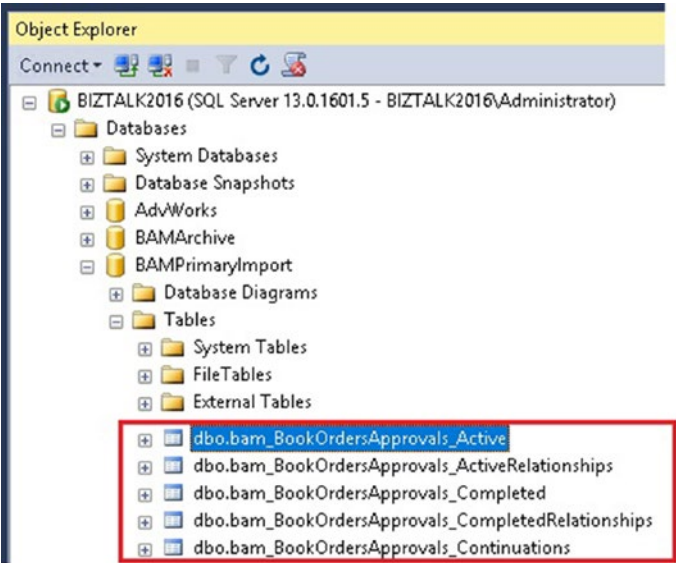 Object Explorer
Connect
BIZTALK2016 (SQL Server 13.0.1601.5 - BIZTALK2016\Administrator)
Databases
System Databases
Database Snapshots
AdvWorks
BAMArchive
BAMPrimaryImport
Database Diagrams
Tables
System Tables
FileTables
External Tables
dbo.bam_BookOrdersApprovals_Active
dbo.bam_BookOrdersApprovals_ActiveRelationships
dbo.bam_BookOrdersApprovals_Completed
dbo.bam_BookOrdersApprovals_CompletedRelationships
dbo.bam_BookOrdersApprovals_Continuations